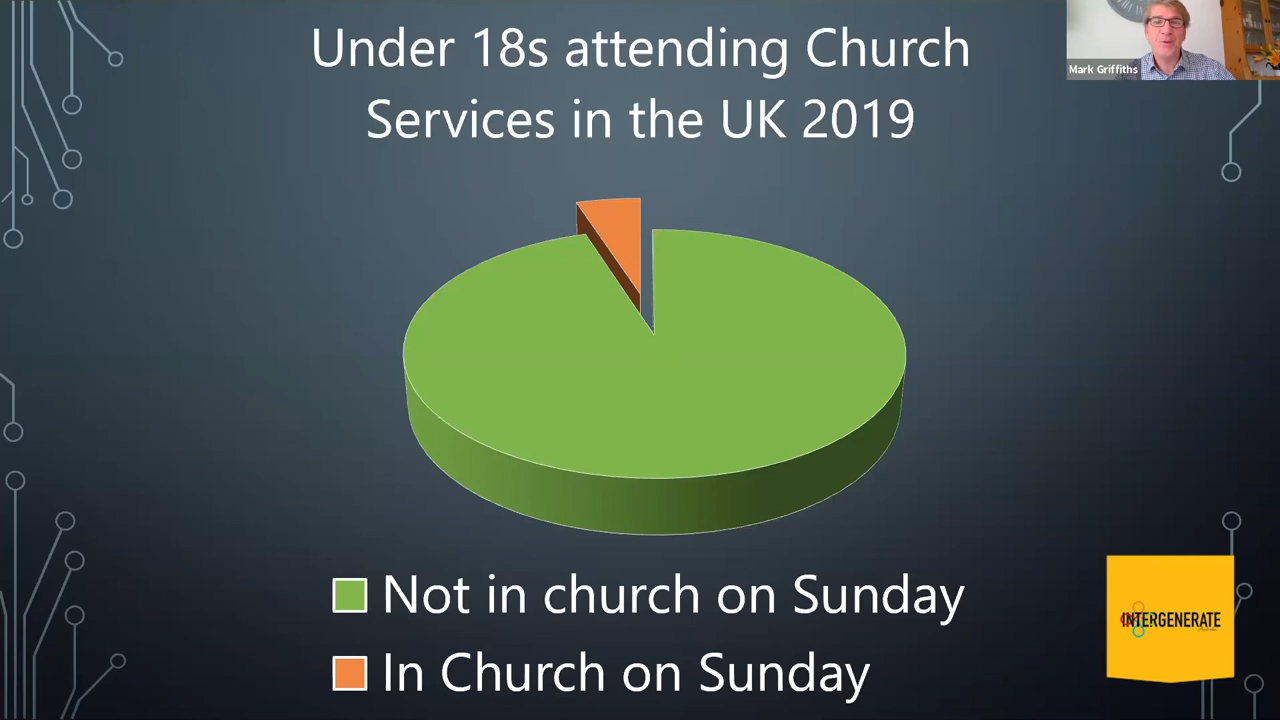 Under 18s attending Church
Services in the UK 2019
Mark Griffiths
Not in church on Sunday
In Church on Sunday
INTERGENERATE
Australia